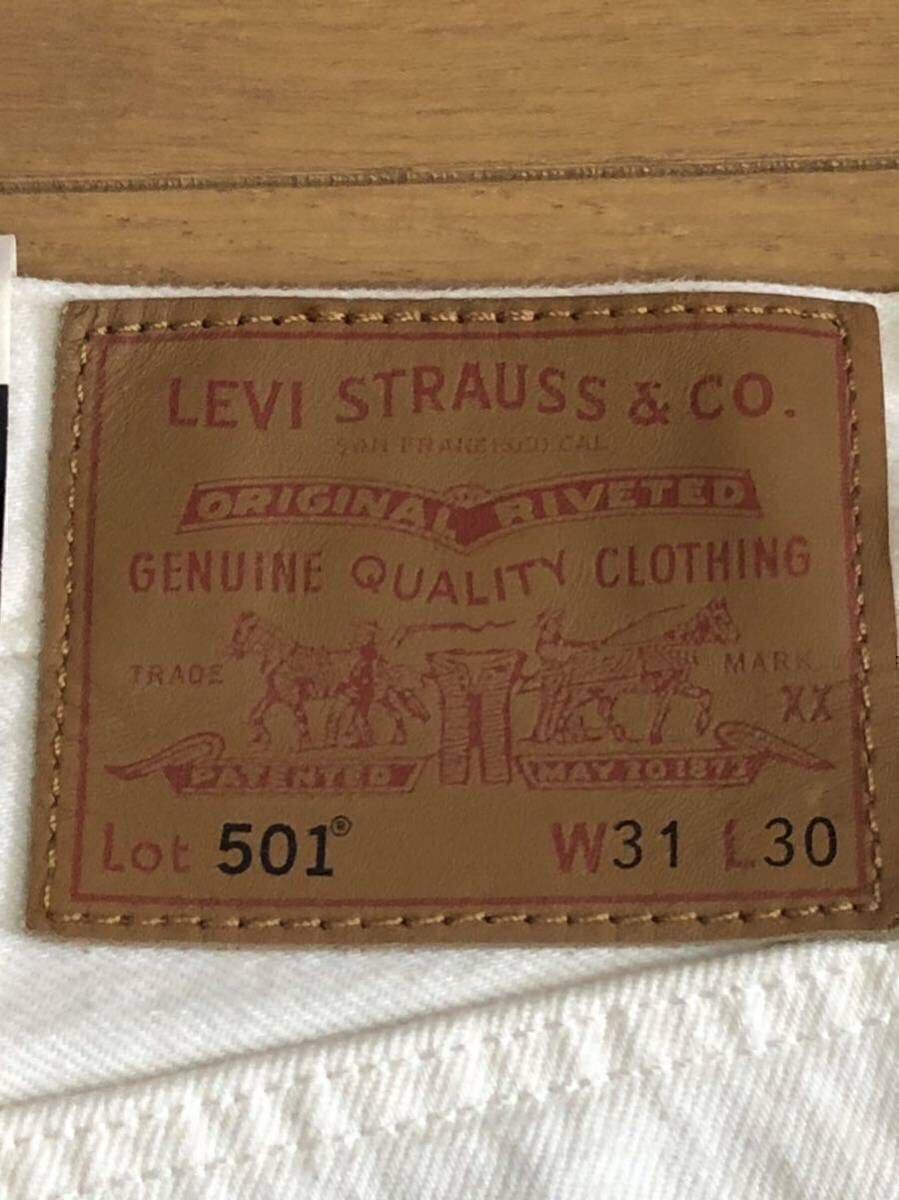 LEVI STRAUSS & CO.
SAN FRANCISCO, CAL
ORIGINAL RIVETED
GENUINE QUALITY CLOTHING
TRADE MARK
XX
PATENTED MAY 20 1873
Lot 501® W31 L30